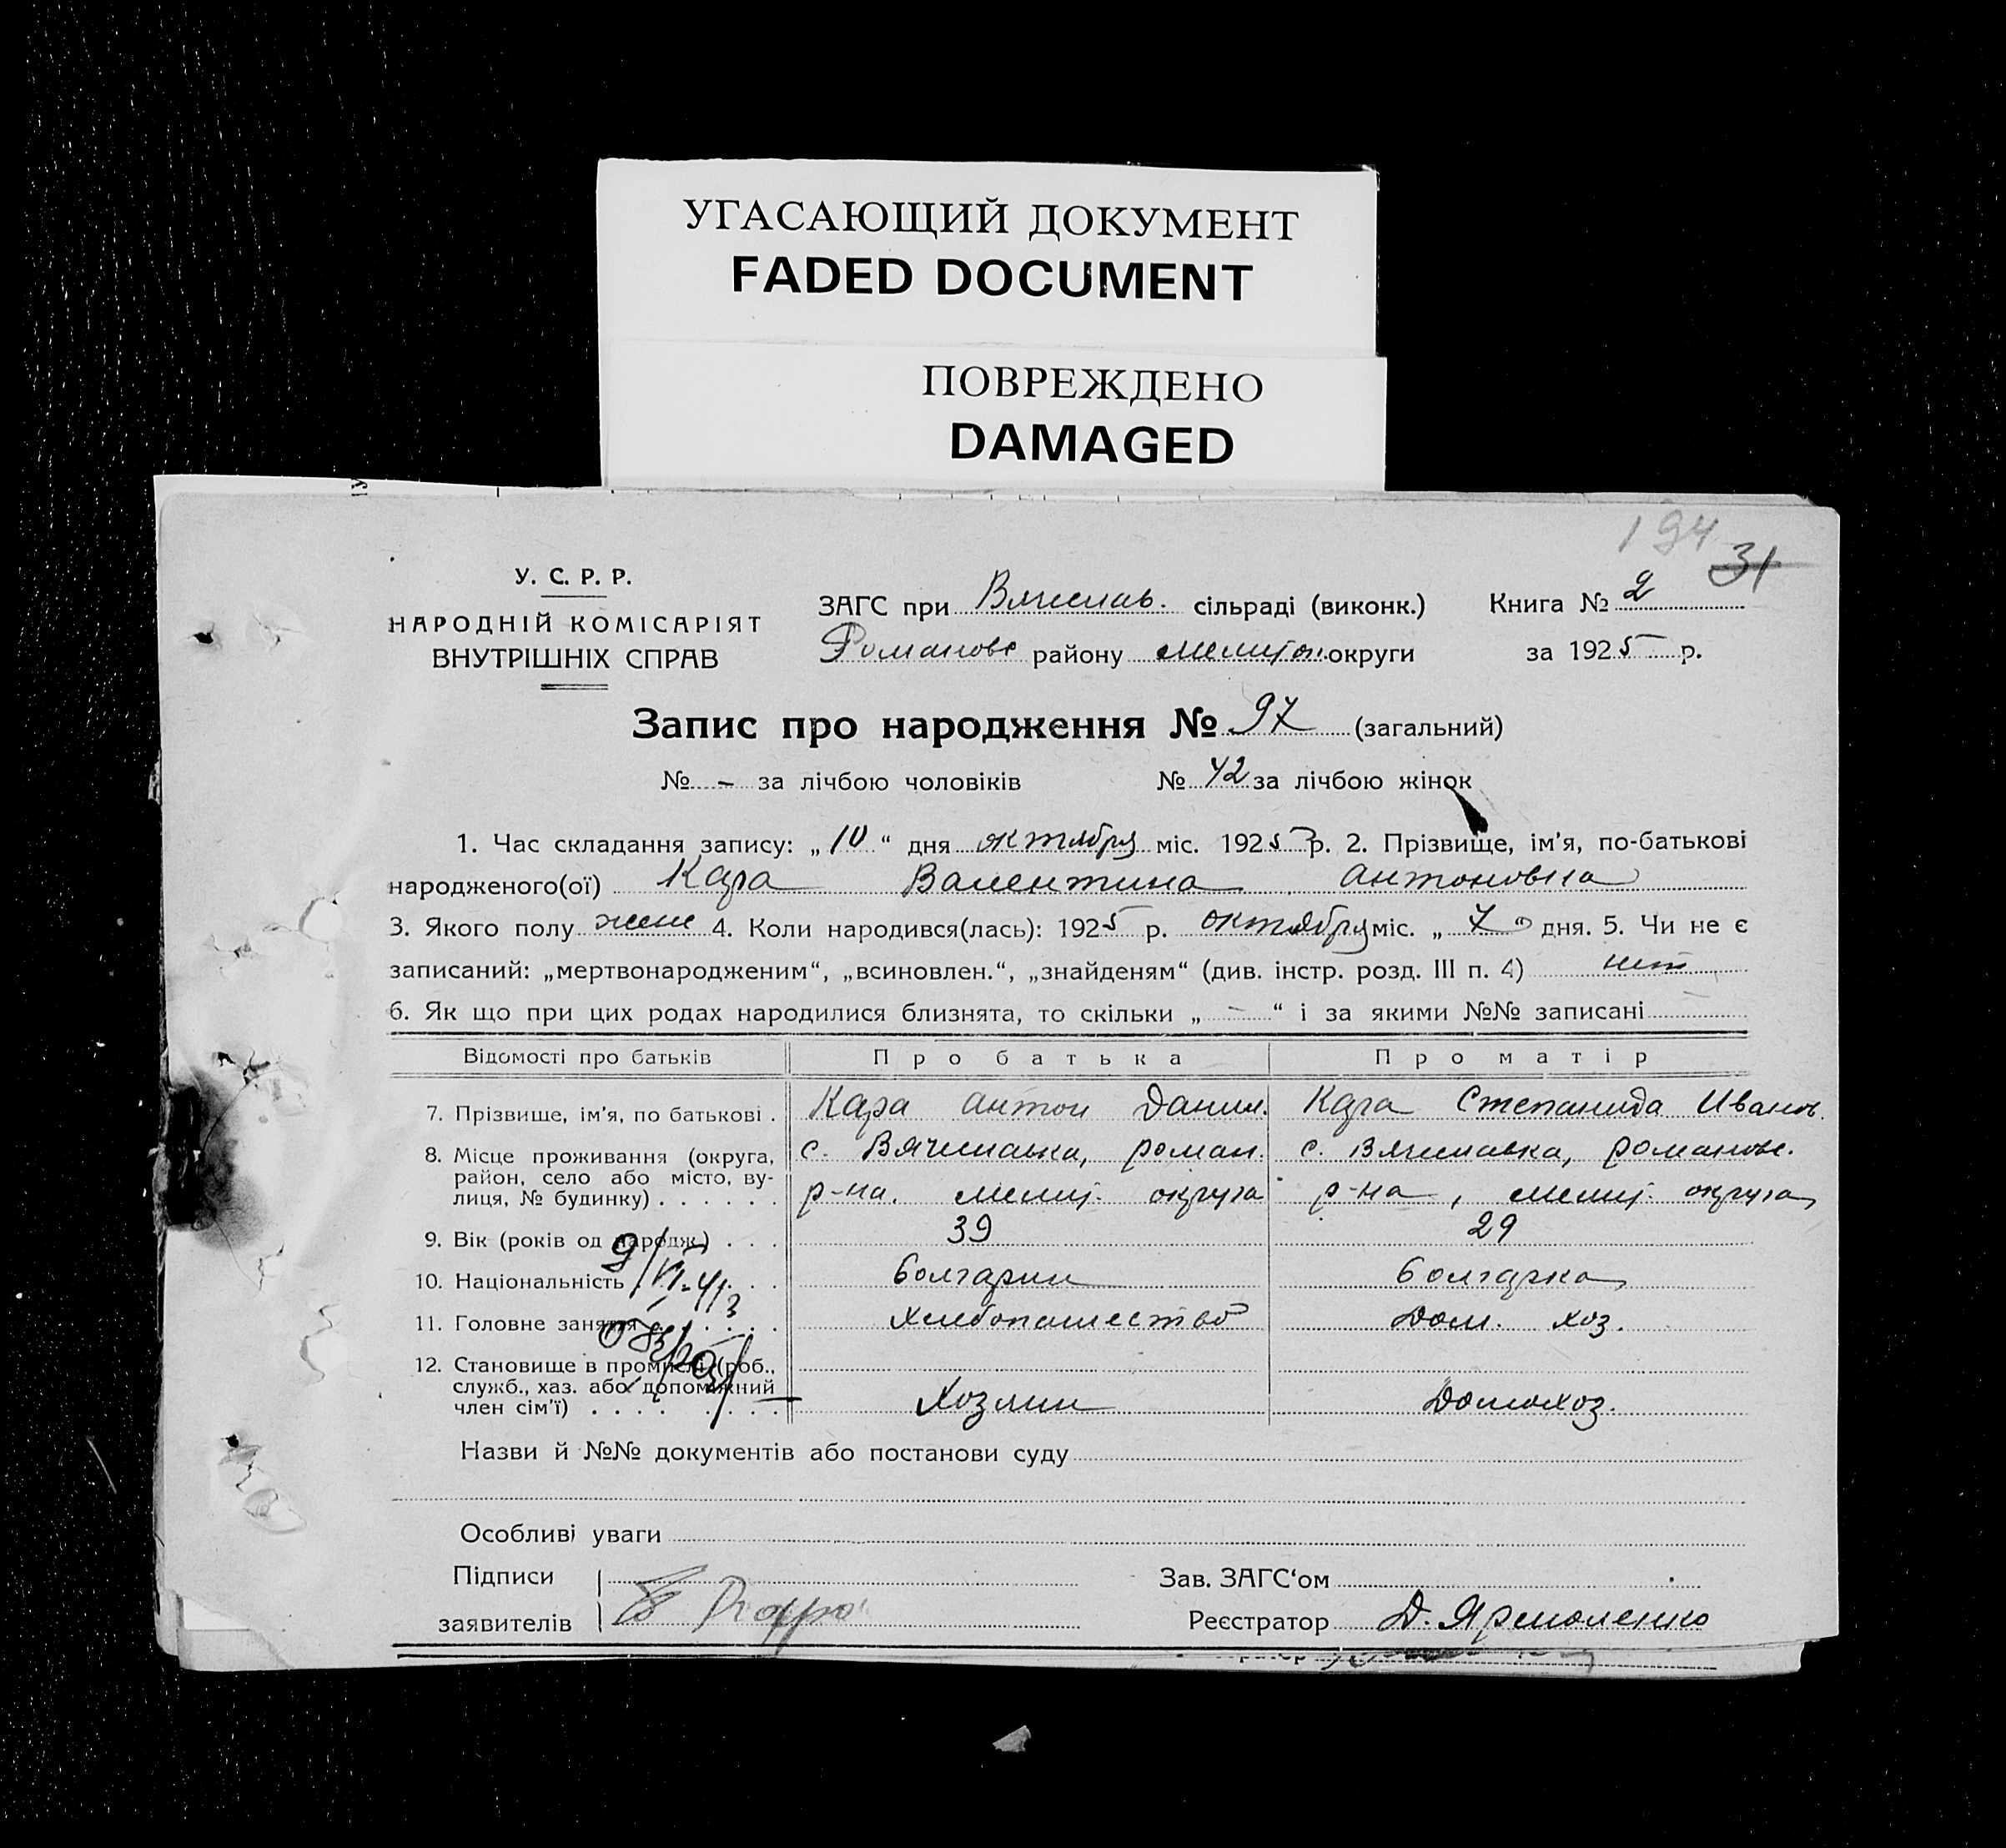 УГАСАЮЩИЙ ДОКУМЕНТ
FADED DOCUMENT
ПОВРЕЖДЕНО
DAMAGED
194
31
У. С. Р. Р.
НАРОДНІЙ КОМІСАРІЯТ
ВНУТРІШНІХ СПРАВ
ЗАГС при Вячеслав. сільраді (виконк.) Книга № 2
Романовс району мелитоп. округи за 1925 р.
Запис про народження № 97 (загальний)
№ - за лічбою чоловіків № 42 за лічбою жінок
1. Час складання запису: „10“ дня октября міс. 1925 р. 2. Прізвище, ім'я, по-батькові
народженого(ої) Кара Валентина Антоновна
3. Якого полу женс 4. Коли народився(лась): 1925 р. октября міс. „ 7 “ дня. 5. Чи не є
записаний: „мертвонародженим“, „всиновлен.“, „знайденям“ (див. інстр. розд. III п. 4) нет
6. Як що при цих родах народилися близнята, то скільки „ - “ і за якими №№ записані
Відомості про батьків Про батька Про матір
7. Прізвище, ім'я, по батькові . Кара Антон Данил. Кара Степанида Иванов.
8. Місце проживання (округа, район, село або місто, вулиця, № будинку) . . . . . . с. Вячеславка, роман. р-на. мелит. округа с. Вячеславка, романовс. р-на, мелит. округа
9. Вік (років од народж.) . . . 39 29
10. Національність . . . болгарин болгарка
11. Головне заняття . . . . . хлебопашество Дом. хоз.
12. Становище в промислі (роб., служб., хаз. або допоміжний член сім'ї) . . . . . . . . Хозяин Домохоз.
Назви й №№ документів або постанови суду
Особливі уваги
Підписи
заявителів
Зав. ЗАГС‘ом
Реєстратор Д. Ярмоленко